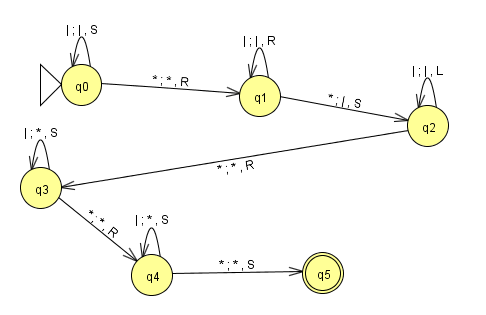 | ; | , S
| ; | , R
| ; | , L
* ; * , R
q0
q1
* ; | , S
q2
| ; * , S
* ; * , R
q3
* ; * , R
| ; * , S
q4
* ; * , S
q5